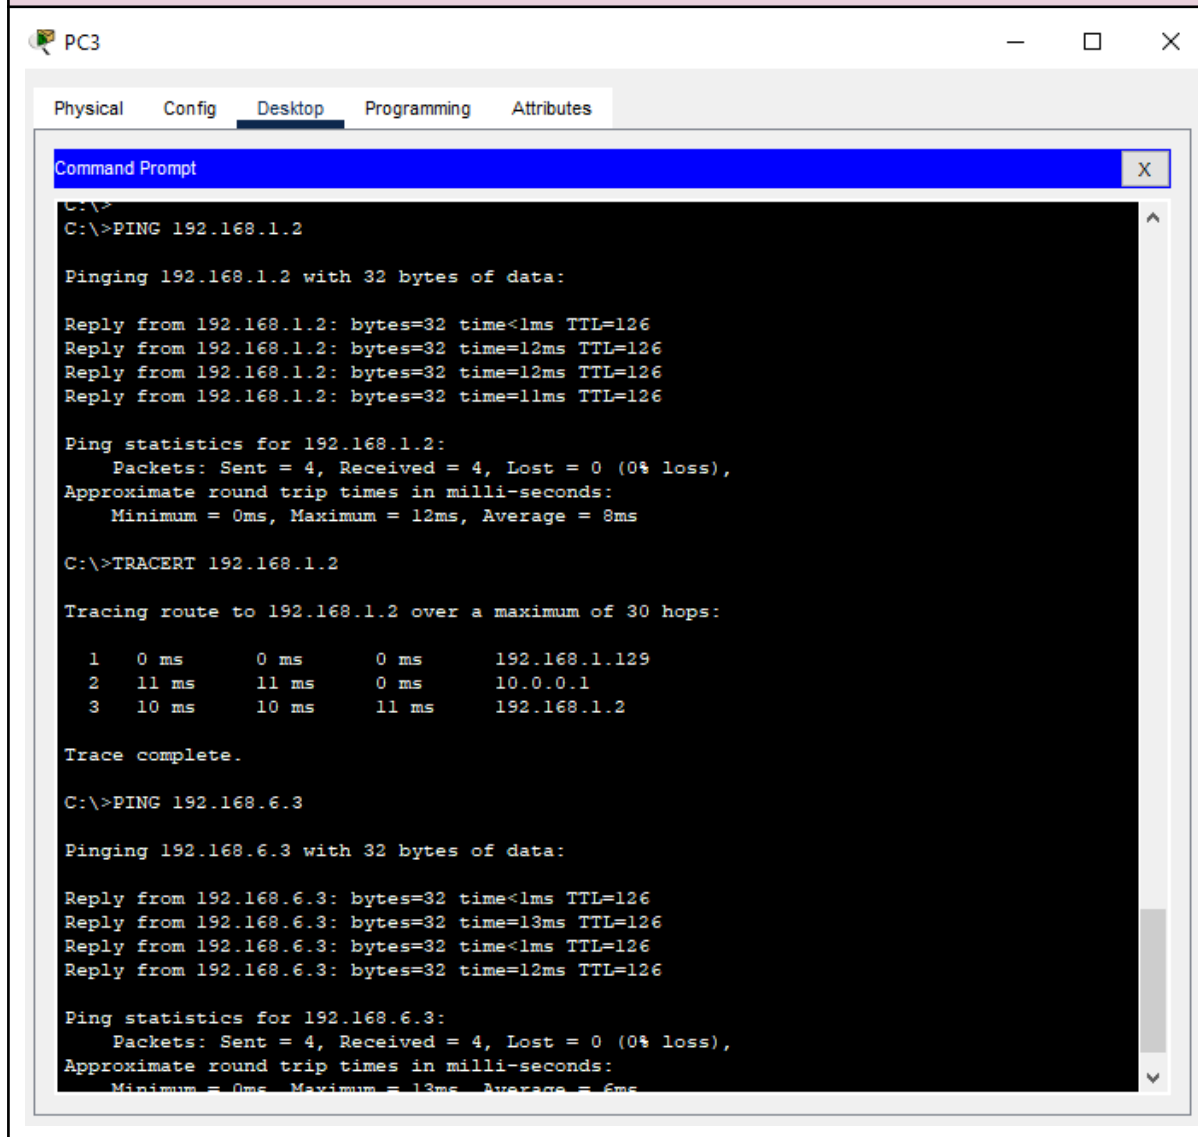 PC3
Physical Config Desktop Programming Attributes
Command Prompt X
C:\>
C:\>PING 192.168.1.2
Pinging 192.168.1.2 with 32 bytes of data:
Reply from 192.168.1.2: bytes=32 time<1ms TTL=126
Reply from 192.168.1.2: bytes=32 time=12ms TTL=126
Reply from 192.168.1.2: bytes=32 time=12ms TTL=126
Reply from 192.168.1.2: bytes=32 time=11ms TTL=126
Ping statistics for 192.168.1.2:
Packets: Sent = 4, Received = 4, Lost = 0 (0% loss),
Approximate round trip times in milli-seconds:
Minimum = 0ms, Maximum = 12ms, Average = 8ms
C:\>TRACERT 192.168.1.2
Tracing route to 192.168.1.2 over a maximum of 30 hops:
1 0 ms 0 ms 0 ms 192.168.1.129
2 11 ms 11 ms 0 ms 10.0.0.1
3 10 ms 10 ms 11 ms 192.168.1.2
Trace complete.
C:\>PING 192.168.6.3
Pinging 192.168.6.3 with 32 bytes of data:
Reply from 192.168.6.3: bytes=32 time<1ms TTL=126
Reply from 192.168.6.3: bytes=32 time=13ms TTL=126
Reply from 192.168.6.3: bytes=32 time<1ms TTL=126
Reply from 192.168.6.3: bytes=32 time=12ms TTL=126
Ping statistics for 192.168.6.3:
Packets: Sent = 4, Received = 4, Lost = 0 (0% loss),
Approximate round trip times in milli-seconds:
Minimum = 0ms, Maximum = 13ms, Average = 6ms